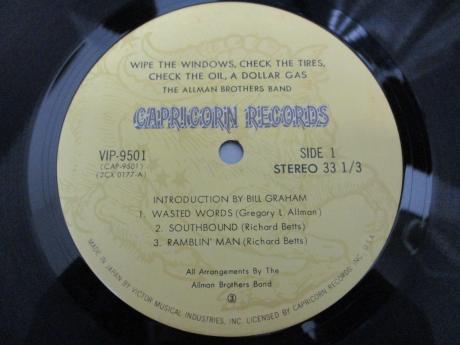 WIPE THE WINDOWS, CHECK THE TIRES,
CHECK THE OIL, A DOLLAR GAS
THE ALLMAN BROTHERS BAND
CAPRICORN RECORDS
VIP-9501
(CAP-9501)
(2CX 0177-A)
SIDE 1
STEREO 33 1/3
INTRODUCTION BY BILL GRAHAM
1. WASTED WORDS (Gregory L. Allman)
2. SOUTHBOUND (Richard Betts)
3. RAMBLIN' MAN (Richard Betts)
All Arrangements By The
Allman Brothers Band
③
MADE IN JAPAN BY VICTOR MUSICAL INDUSTRIES, INC. LICENSED BY CAPRICORN RECORDS INC. U.S.A.